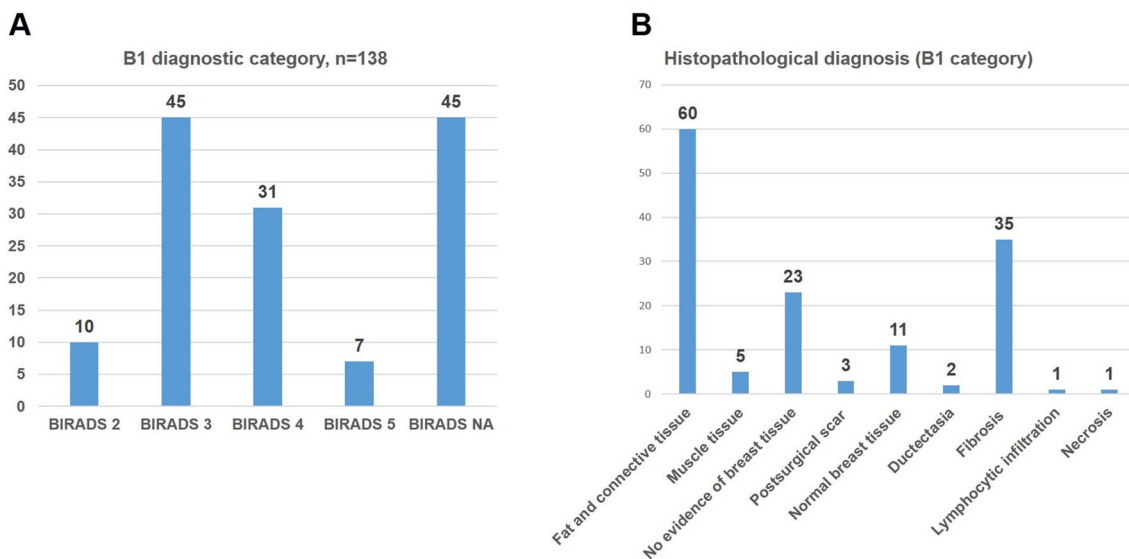 A
B1 diagnostic category, n=138
50
45
40
35
30
25
20
15
10
5
0
10
45
31
7
45
BIRADS 2
BIRADS 3
BIRADS 4
BIRADS 5
BIRADS NA
B
Histopathological diagnosis (B1 category)
70
60
50
40
30
20
10
0
60
5
23
3
11
2
35
1
1
Fat and connective tissue
Muscle tissue
No evidence of breast tissue
Postsurgical scar
Normal breast tissue
Ductectasia
Fibrosis
Lymphocytic infiltration
Necrosis